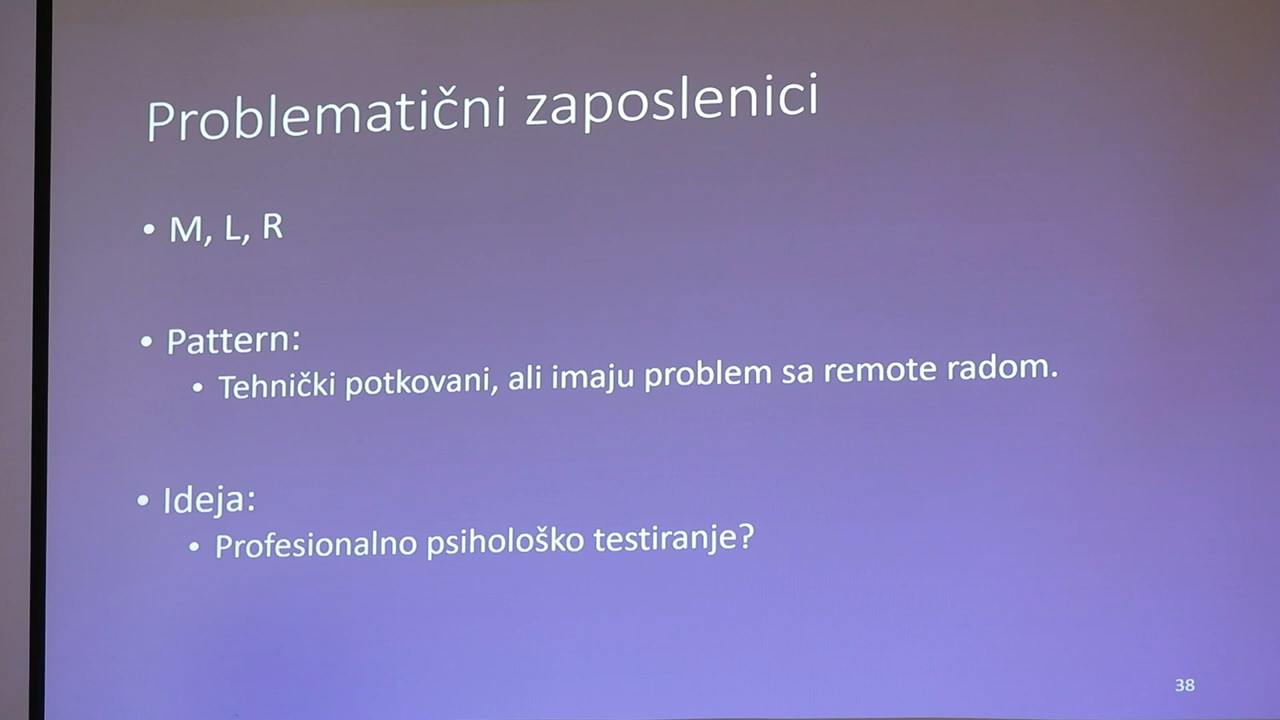 Problematični zaposlenici
• M, L, R
• Pattern:
• Tehnički potkovani, ali imaju problem sa remote radom.
• Ideja:
• Profesionalno psihološko testiranje?
38